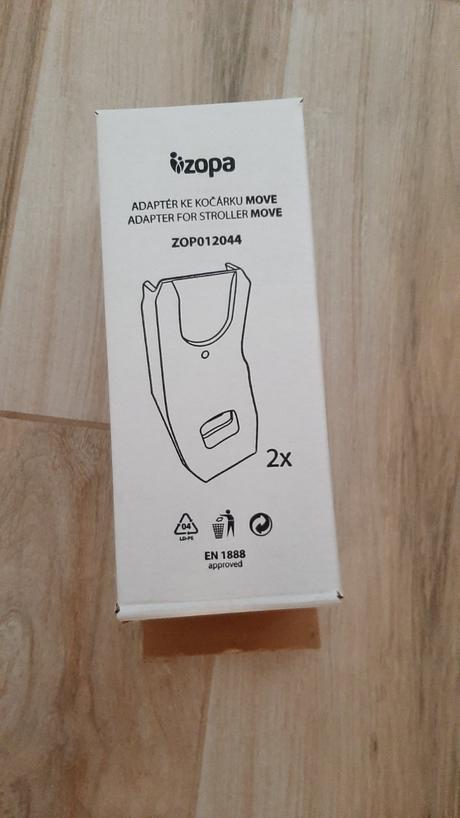 zopa
ADAPTÉR KE KOČÁRKU MOVE
ADAPTER FOR STROLLER MOVE
ZOP012044
2x
04
LD-PE
EN 1888
approved